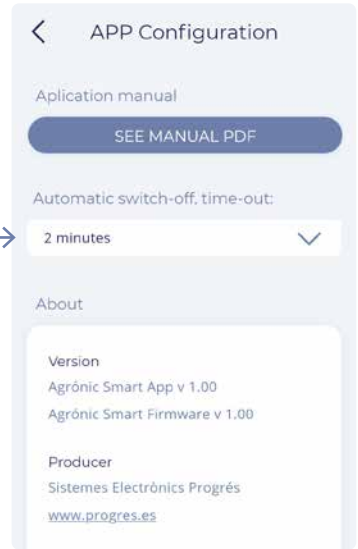 APP Configuration
Aplication manual
SEE MANUAL PDF
Automatic switch-off, time-out:
2 minutes
About
Version
Agrónic Smart App v 1.00
Agrónic Smart Firmware v 1.00
Producer
Sistemes Electrònics Progrés
www.progres.es